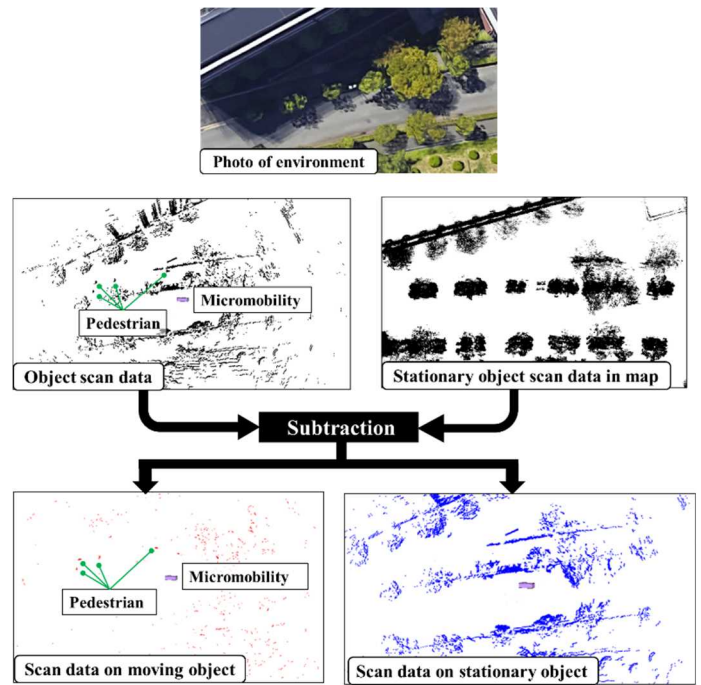 Photo of environment
Micromobility
Pedestrian
Object scan data
Stationary object scan data in map
Subtraction
Micromobility
Pedestrian
Scan data on moving object
Scan data on stationary object